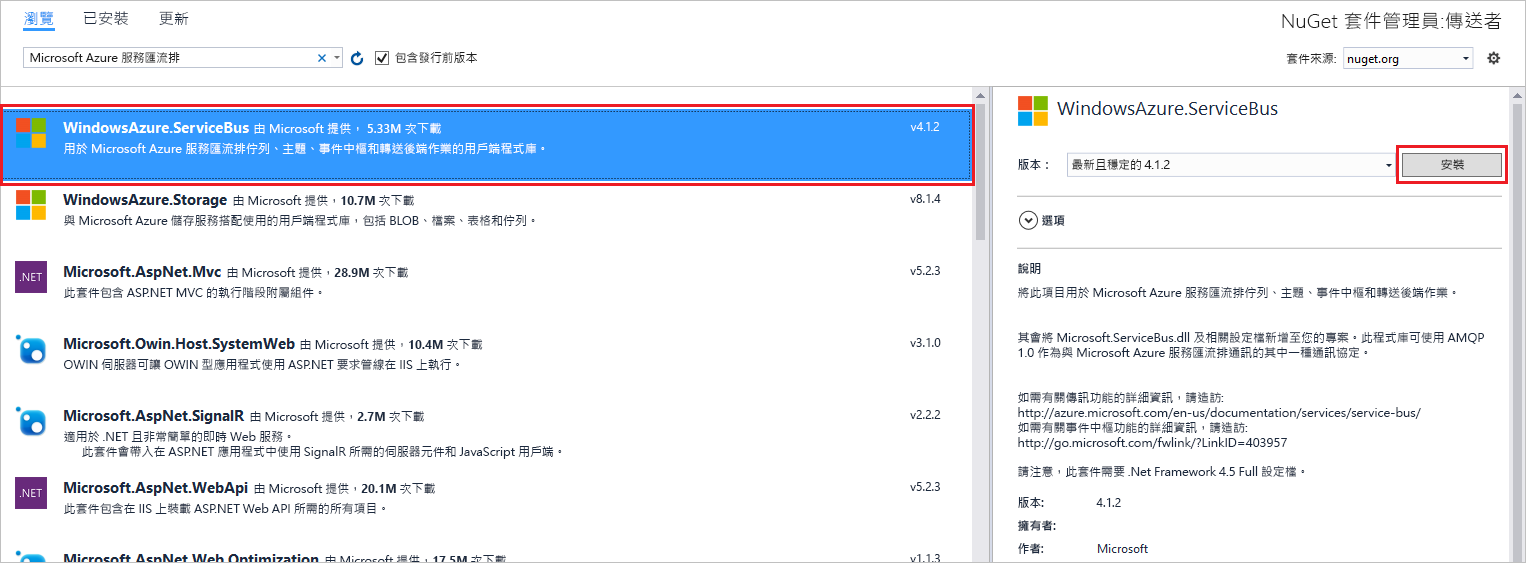 瀏覽 已安裝 更新
NuGet 套件管理員:傳送者
Microsoft Azure 服務匯流排
包含發行前版本
套件來源: nuget.org
WindowsAzure.ServiceBus 由 Microsoft 提供， 5.33M 次下載 v4.1.2
用於 Microsoft Azure 服務匯流排佇列、主題、事件中樞和轉送後端作業的用戶端程式庫。
WindowsAzure.Storage 由 Microsoft 提供，10.7M 次下載 v8.1.4
與 Microsoft Azure 儲存服務搭配使用的用戶端程式庫，包括 BLOB、檔案、表格和佇列。
.NET
Microsoft.AspNet.Mvc 由 Microsoft 提供，28.9M 次下載 v5.2.3
此套件包含 ASP.NET MVC 的執行階段附屬組件。
Microsoft.Owin.Host.SystemWeb 由 Microsoft 提供，10.4M 次下載 v3.1.0
OWIN 伺服器可讓 OWIN 型應用程式使用 ASP.NET 要求管線在 IIS 上執行。
Microsoft.AspNet.SignalR 由 Microsoft 提供，2.7M 次下載 v2.2.2
適用於 .NET 且非常簡單的即時 Web 服務。
此套件會帶入在 ASP.NET 應用程式中使用 SignalR 所需的伺服器元件和 JavaScript 用戶端。
.NET
Microsoft.AspNet.WebApi 由 Microsoft 提供，20.1M 次下載 v5.2.3
此套件包含在 IIS 上裝載 ASP.NET Web API 所需的所有項目。
Microsoft.AspNet.Web.Optimization 由 Microsoft 提供，17.5M 次下載 v1.1.3
WindowsAzure.ServiceBus
版本： 最新且穩定的 4.1.2 安裝
選項
說明
將此項目用於 Microsoft Azure 服務匯流排佇列、主題、事件中樞和轉送後端作業。
其會將 Microsoft.ServiceBus.dll 及相關設定檔新增至您的專案。此程式庫可使用 AMQP
1.0 作為與 Microsoft Azure 服務匯流排通訊的其中一種通訊協定。
如需有關傳訊功能的詳細資訊，請造訪:
http://azure.microsoft.com/en-us/documentation/services/service-bus/
如需有關事件中樞功能的詳細資訊，請造訪:
http://go.microsoft.com/fwlink/?LinkID=403957
請注意，此套件需要 .Net Framework 4.5 Full 設定檔。
版本: 4.1.2
擁有者:
作者: Microsoft